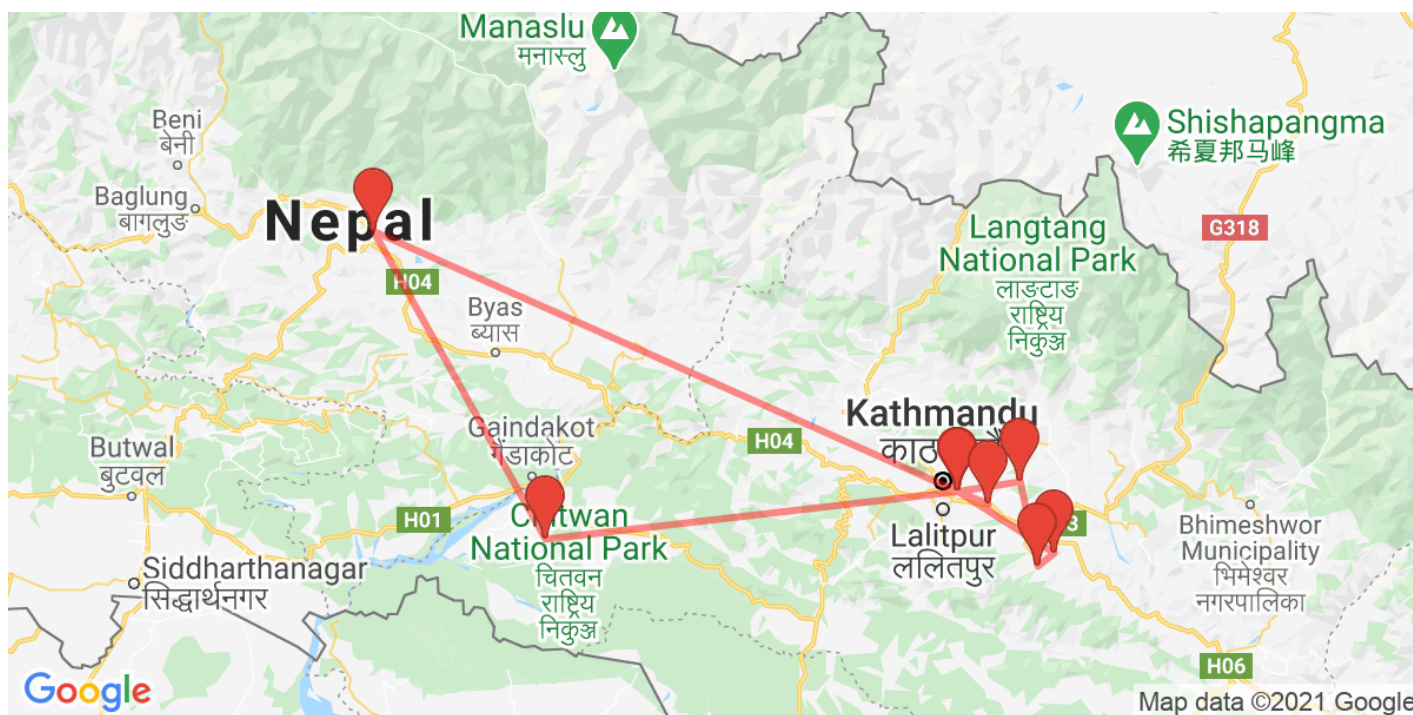 Manaslu
मनास्लु
Beni
बेनी
Shishapangma
希夏邦马峰
Baglung
बागलुङ
Nepal
G318
Langtang
National Park
लाङटाङ
राष्ट्रिय
निकुञ्ज
H04
Byas
ब्यास
Kathmandu
Gaindakot
गैंडाकोट
H04
Butwal
बुटवल
H01
Chitwan
National Park
चितवन
राष्ट्रिय
निकुञ्ज
Lalitpur
ललितपुर
Bhimeshwor
Municipality
भिमेश्वर
नगरपालिका
Siddharthanagar
सिद्धार्थनगर
H06
Google
Map data ©2021 Google